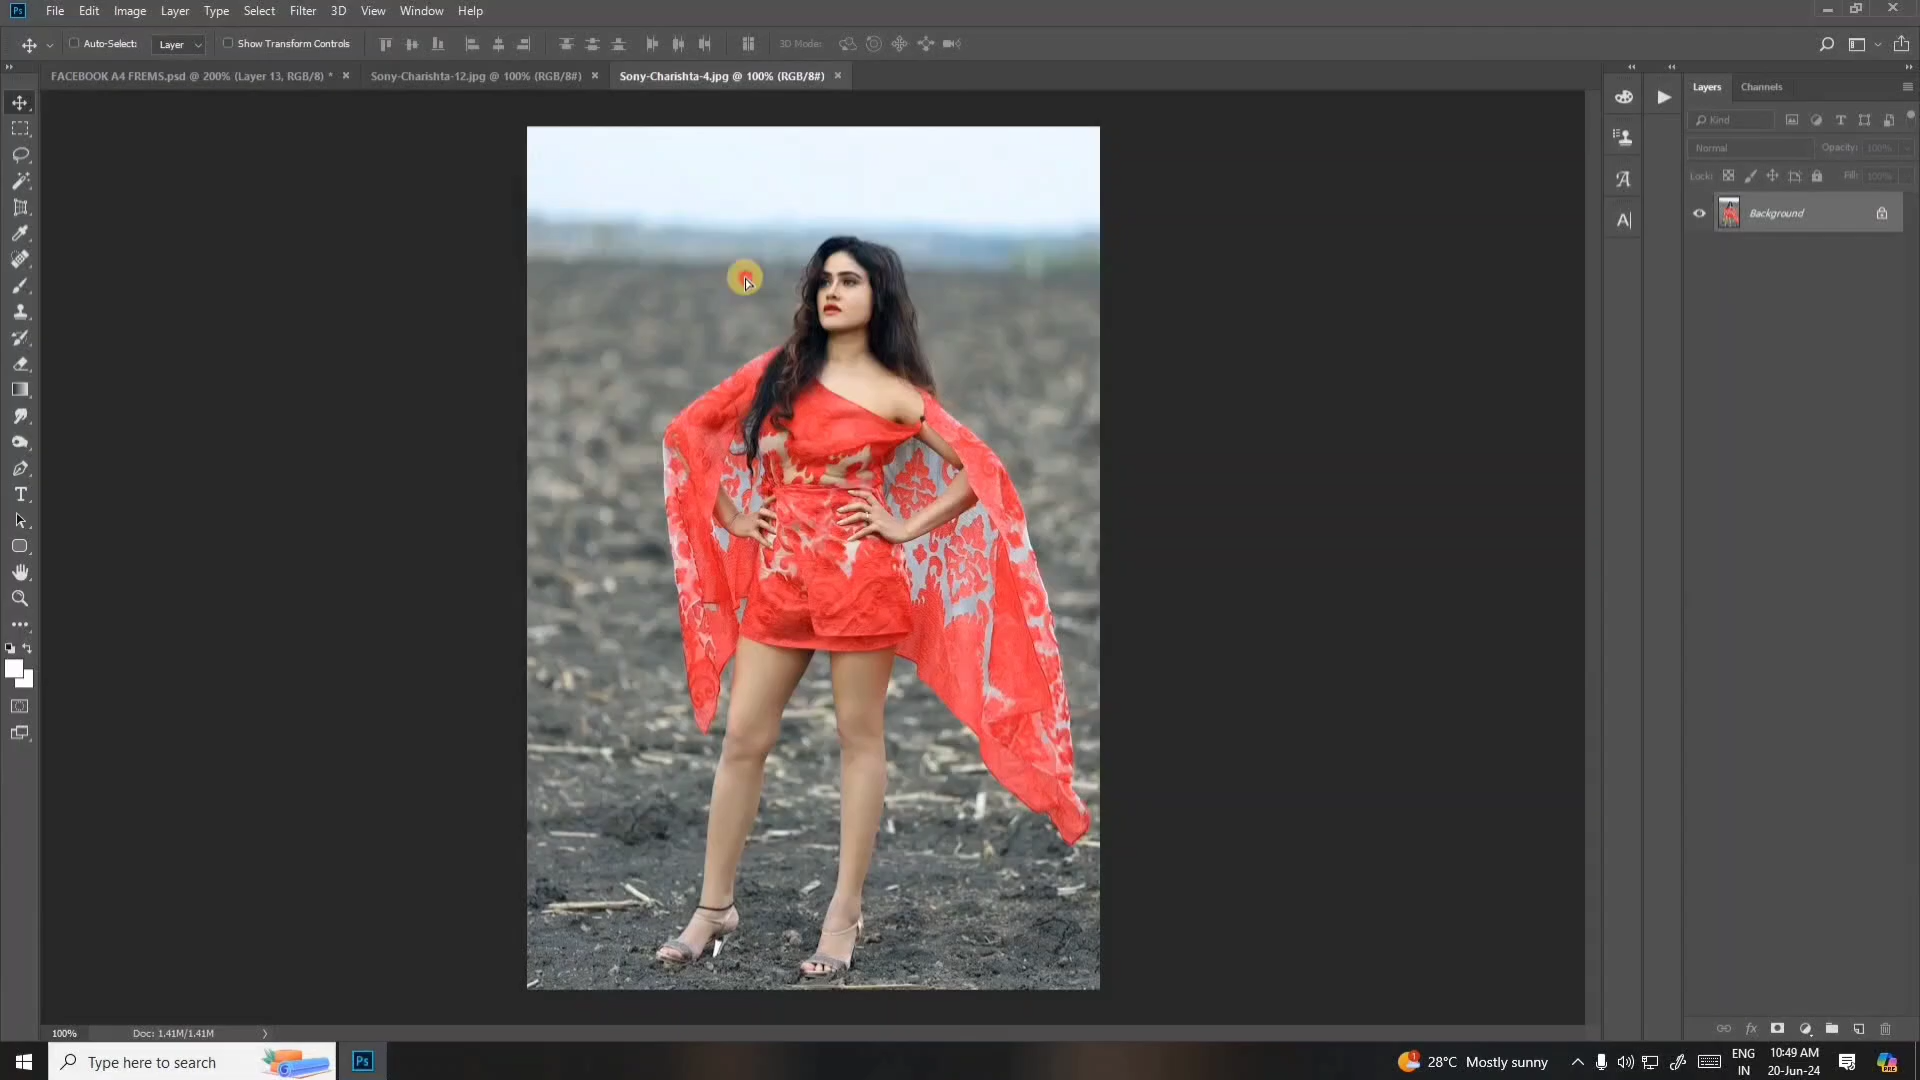 Ps File Edit Image Layer Type Select Filter 3D View Window Help
Auto-Select: Layer Show Transform Controls 3D Mode:
FACEBOOK A4 FREMS.psd @ 200% (Layer 13, RGB/8) * × Sony-Charishta-12.jpg @ 100% (RGB/8#) × Sony-Charishta-4.jpg @ 100% (RGB/8#) ×
Layers Channels
Kind
Normal Opacity: 100%
Lock: Fill: 100%
Background
100% Doc: 1.41M/1.41M
Type here to search Ps 28°C Mostly sunny ENG 10:49 AM
IN 20-Jun-24